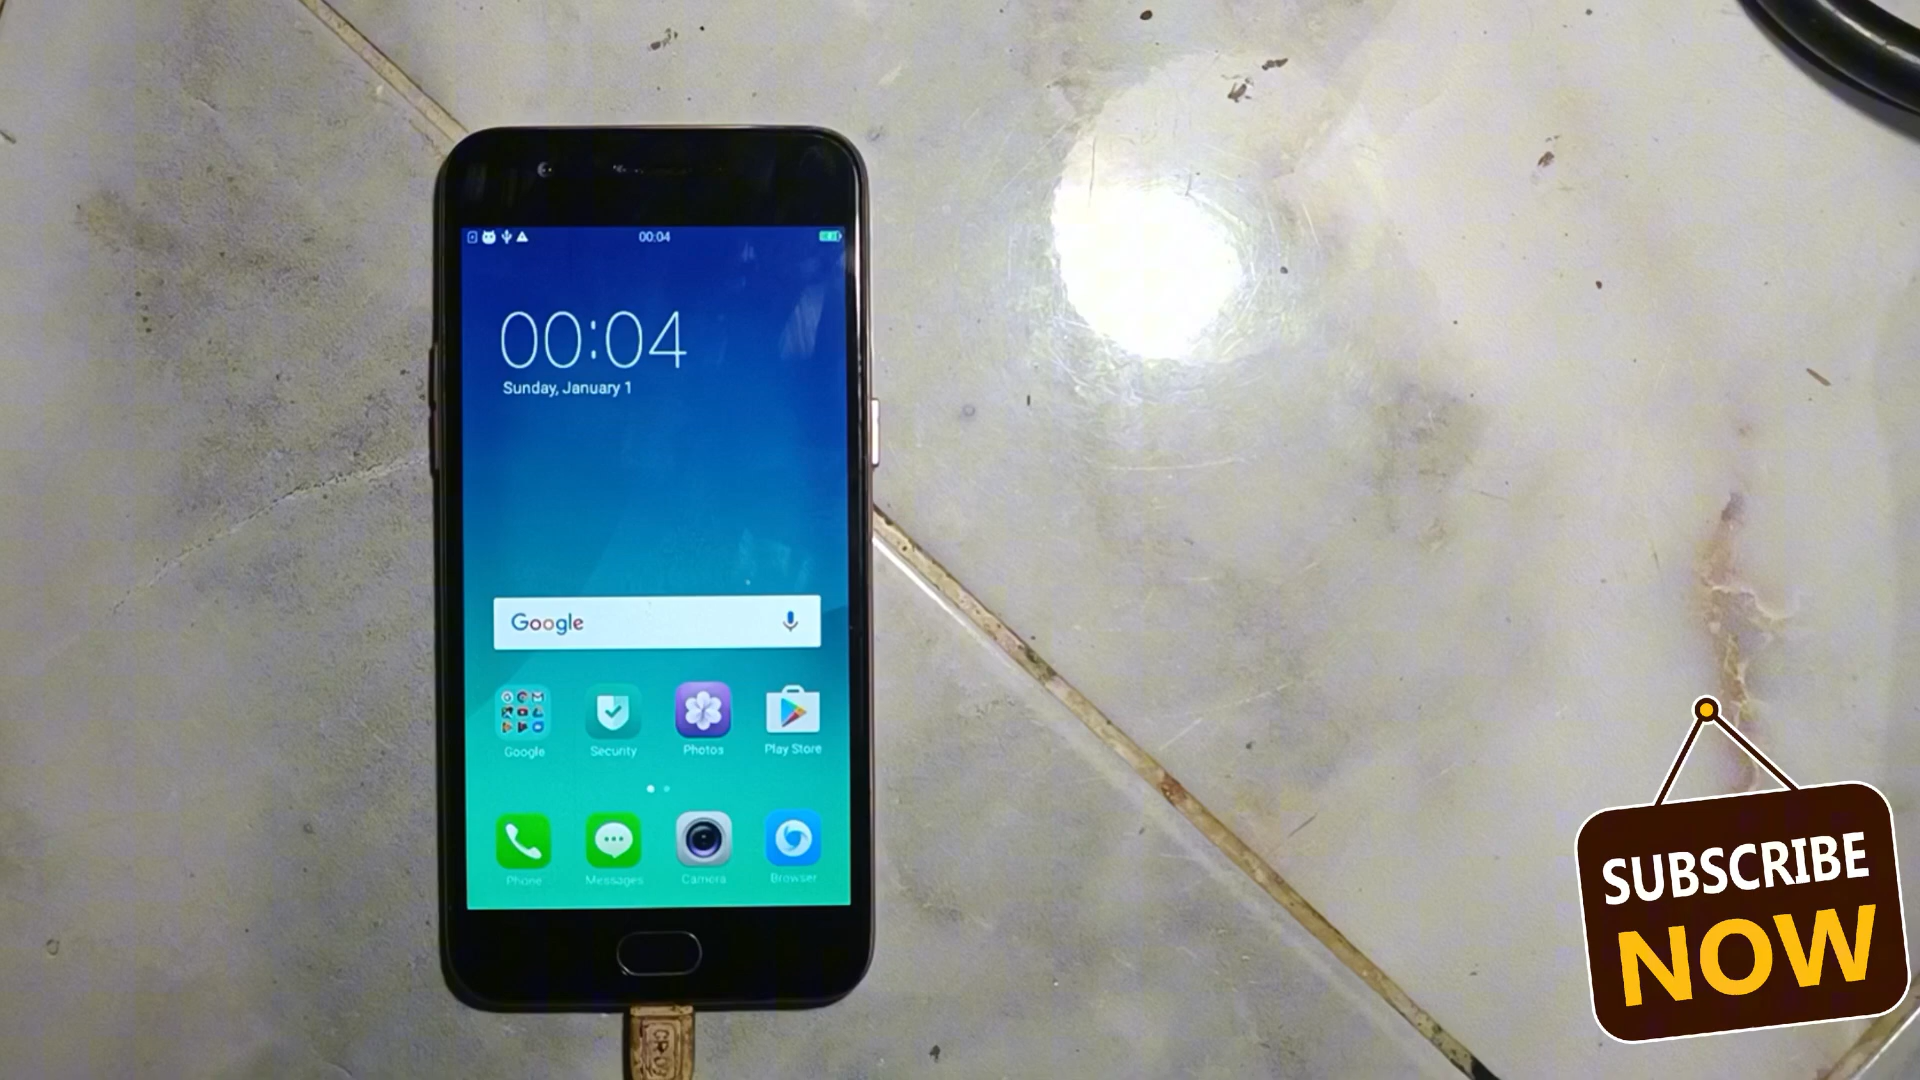 00:04
00:04
Sunday, January 1
Google
Google Security Photos Play Store
Phone Messages Camera Browser
SUBSCRIBE
NOW